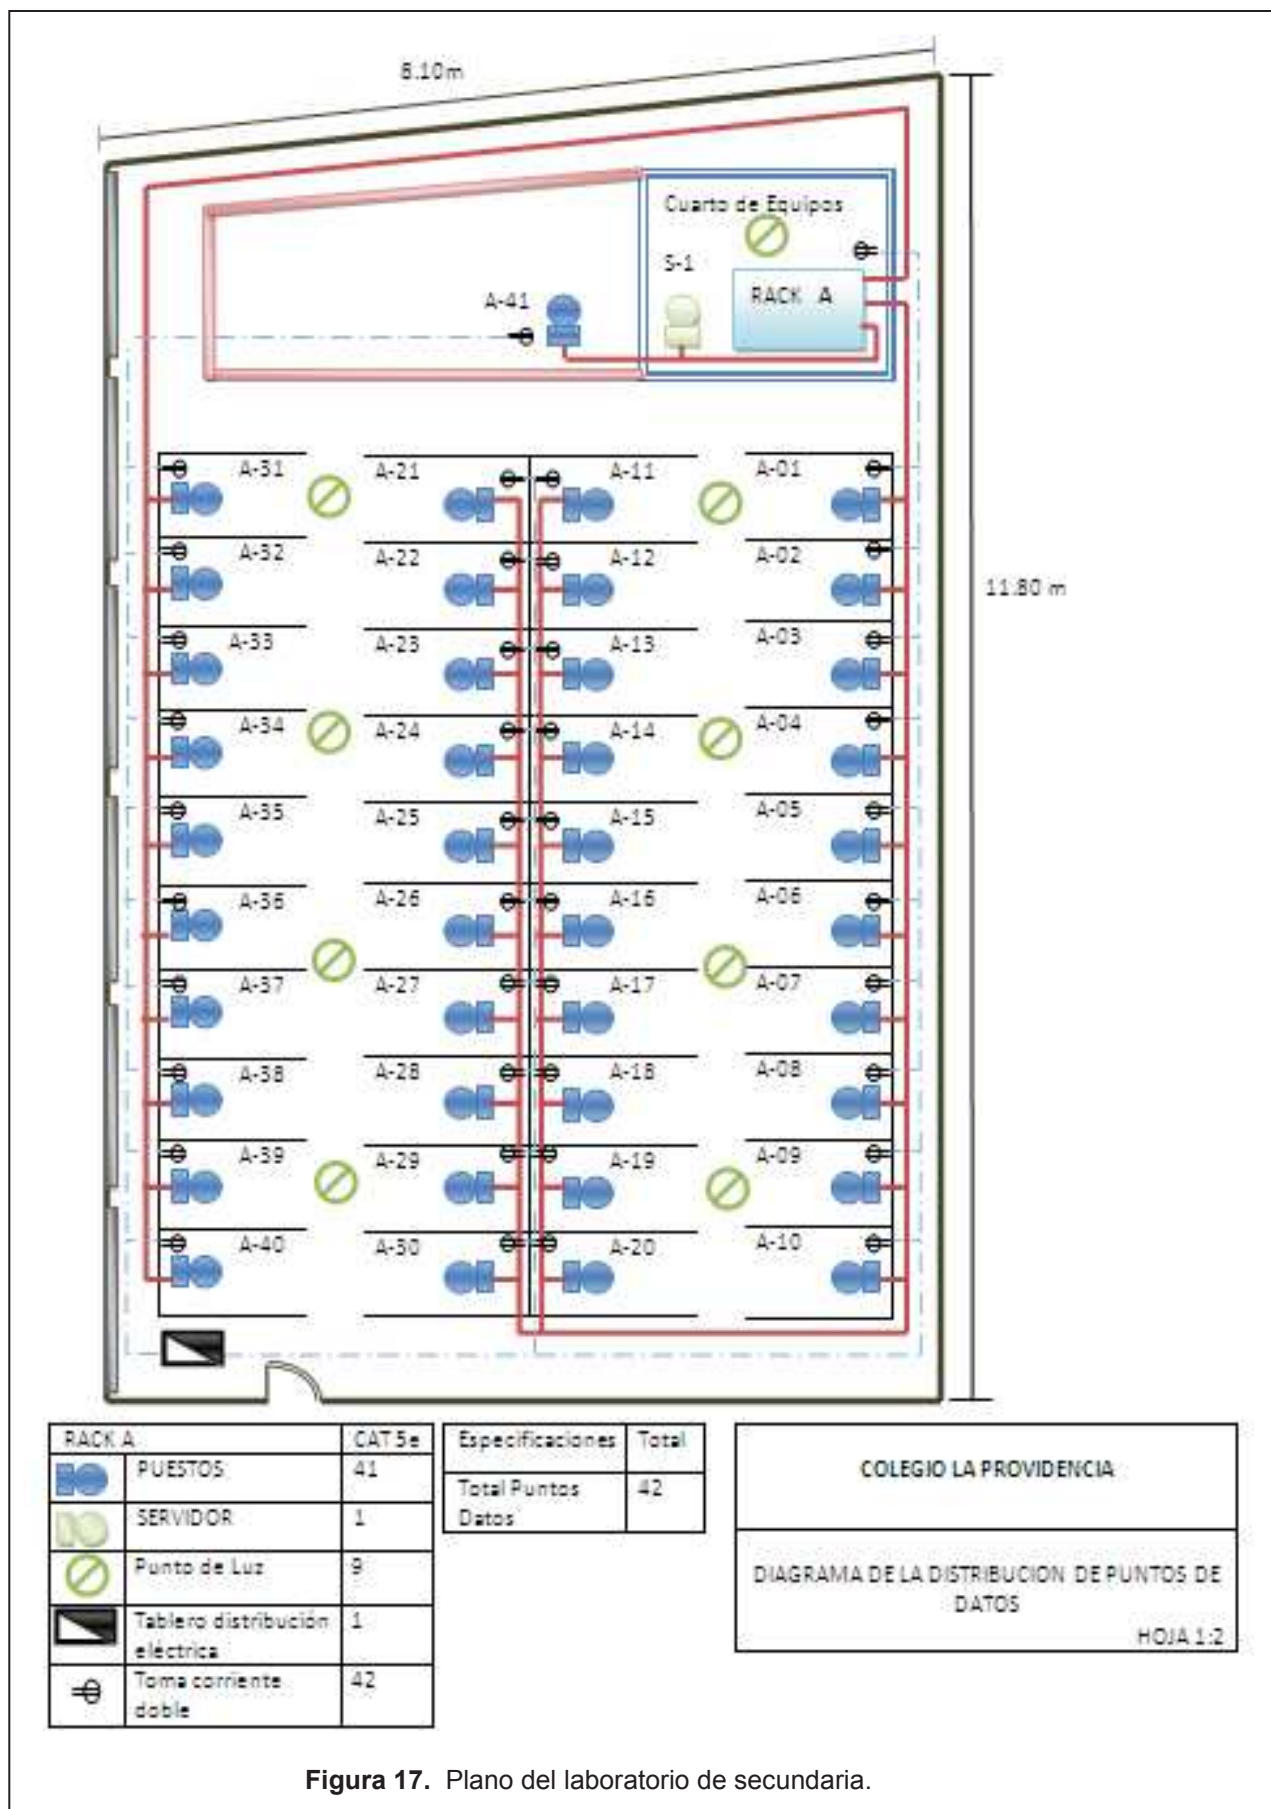 8.10m
Cuarto de Equipos
S-1
RACK A
A-41
11.80 m
A-31 A-21 A-11 A-01
A-32 A-22 A-12 A-02
A-33 A-23 A-13 A-03
A-34 A-24 A-14 A-04
A-35 A-25 A-15 A-05
A-36 A-26 A-16 A-06
A-37 A-27 A-17 A-07
A-38 A-28 A-18 A-08
A-39 A-29 A-19 A-09
A-40 A-30 A-20 A-10
RACK A CAT 5e
PUESTOS 41
SERVIDOR 1
Punto de Luz 9
Tablero distribución 1
eléctrica
Toma corriente 42
doble
Especificaciones Total
Total Puntos 42
Datos
COLEGIO LA PROVIDENCIA
DIAGRAMA DE LA DISTRIBUCION DE PUNTOS DE
DATOS
HOJA 1:2
Figura 17. Plano del laboratorio de secundaria.